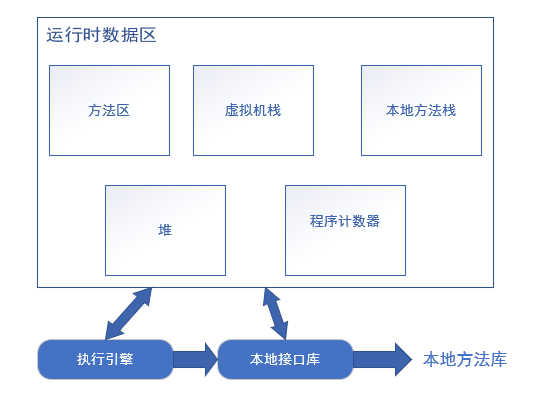 运行时数据区
方法区
虚拟机栈
本地方法栈
堆
程序计数器
执行引擎
本地接口库
本地方法库